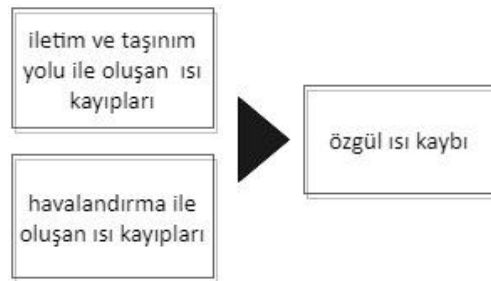 iletim ve taşınım
yolu ile oluşan ısı
kayıpları
havalandırma ile
oluşan ısı kayıpları
özgül ısı kaybı